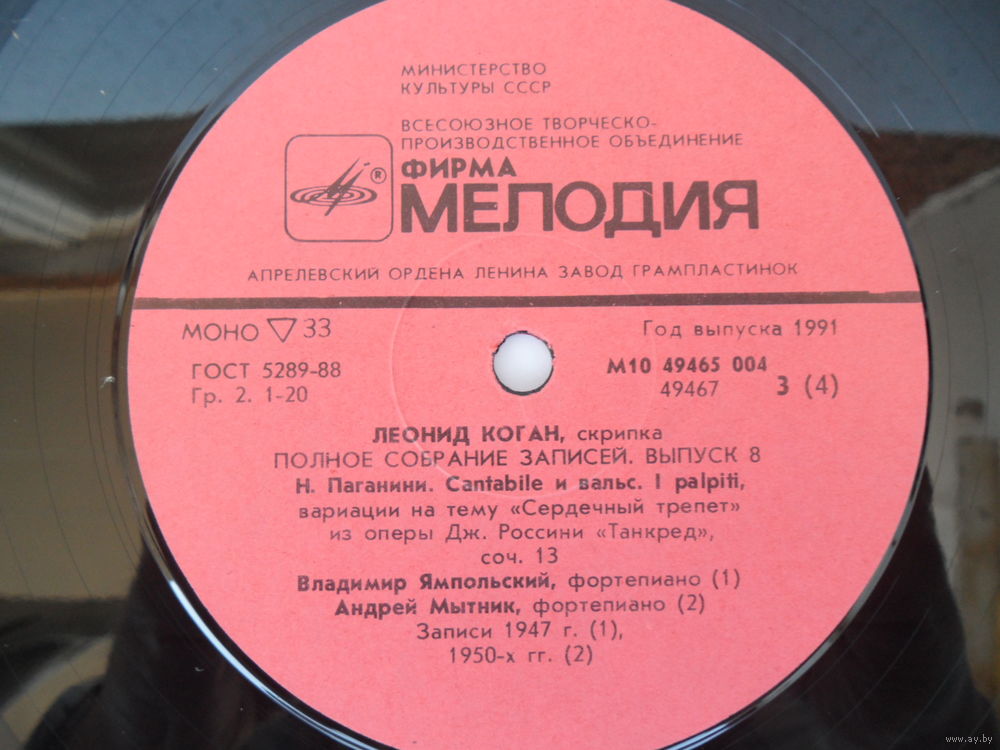 МИНИСТЕРСТВО
КУЛЬТУРЫ СССР
ВСЕСОЮЗНОЕ ТВОРЧЕСКО-
ПРОИЗВОДСТВЕННОЕ ОБЪЕДИНЕНИЕ
®
ФИРМА
МЕЛОДИЯ
АПРЕЛЕВСКИЙ ОРДЕНА ЛЕНИНА ЗАВОД ГРАМПЛАСТИНОК
МОНО ▽ 33
Год выпуска 1991
ГОСТ 5289-88
М10 49465 004
Гр. 2. 1-20
49467 3 (4)
ЛЕОНИД КОГАН, скрипка
ПОЛНОЕ СОБРАНИЕ ЗАПИСЕЙ. ВЫПУСК 8
Н. Паганини. Cantabile и вальс. I palpiti,
вариации на тему «Сердечный трепет»
из оперы Дж. Россини «Танкред»,
соч. 13
Владимир Ямпольский, фортепиано (1)
Андрей Мытник, фортепиано (2)
Записи 1947 г. (1),
1950-х гг. (2)
www.ay.by